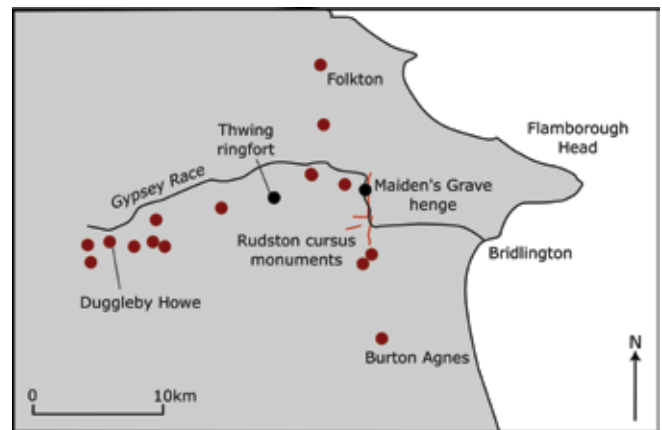 Folkton
Flamborough
Head
Thwing
ringfort
Gypsey Race
Maiden's Grave
henge
Rudston cursus
monuments
Bridlington
Duggleby Howe
Burton Agnes
N
0 10km